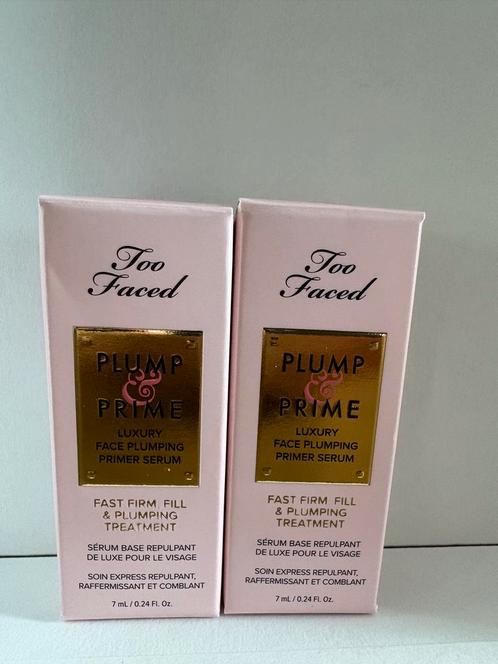 Too
Faced
PLUMP
&
PRIME
LUXURY
FACE PLUMPING
PRIMER SERUM
FAST FIRM, FILL
& PLUMPING
TREATMENT
SÉRUM BASE REPULPANT
DE LUXE POUR LE VISAGE
SOIN EXPRESS REPULPANT,
RAFFERMISSANT ET COMBLANT
7 mL / 0.24 Fl. Oz.
Too
Faced
PLUMP
&
PRIME
LUXURY
FACE PLUMPING
PRIMER SERUM
FAST FIRM, FILL
& PLUMPING
TREATMENT
SÉRUM BASE REPULPANT
DE LUXE POUR LE VISAGE
SOIN EXPRESS REPULPANT,
RAFFERMISSANT ET COMBLANT
7 mL / 0.24 Fl. Oz.